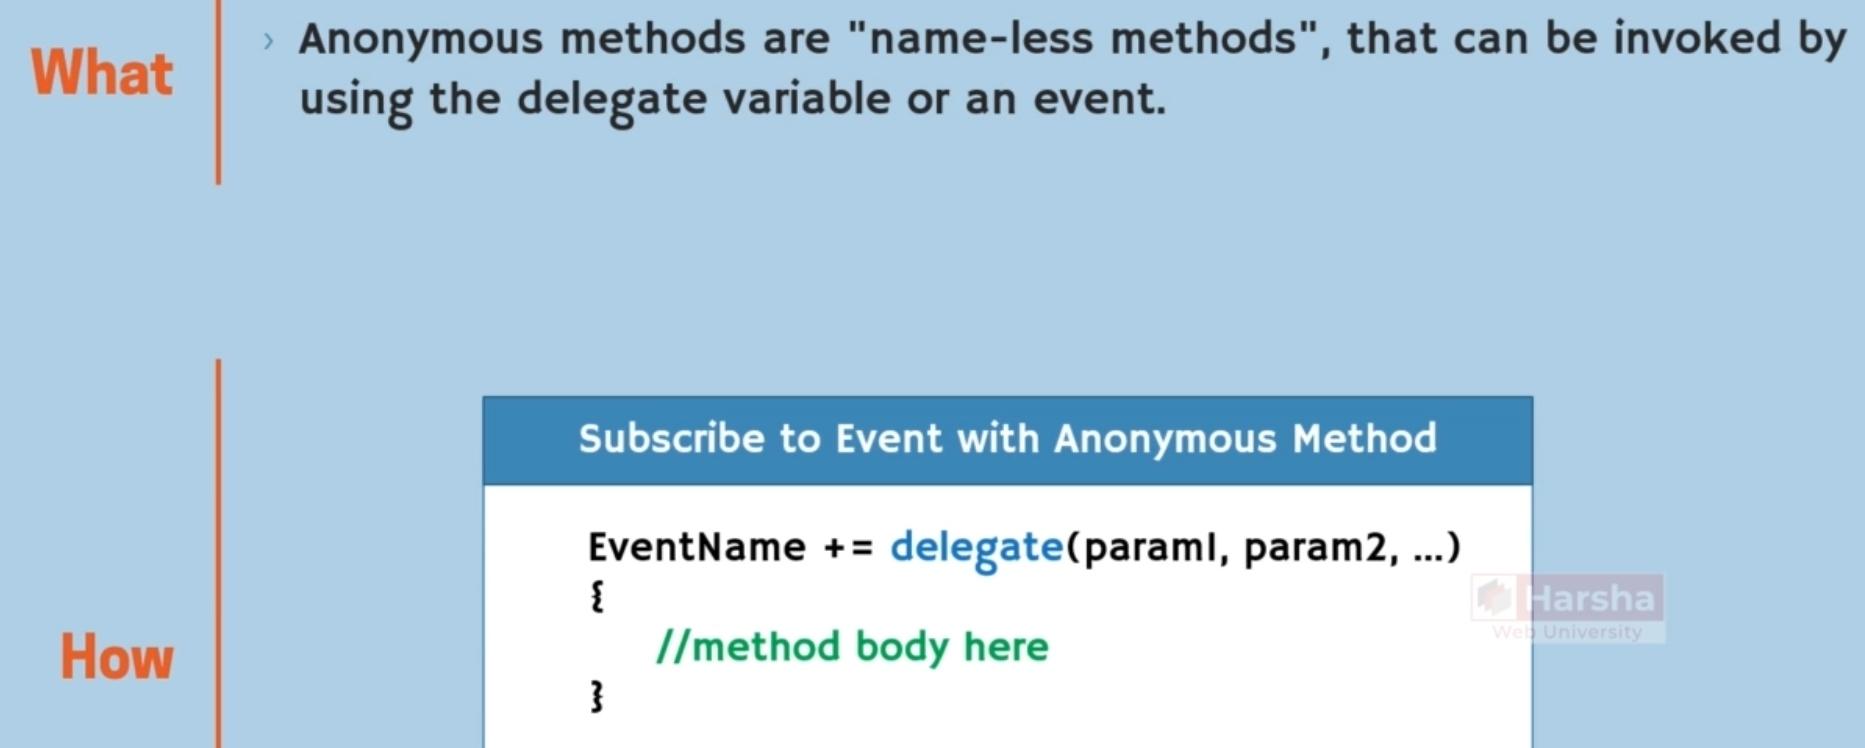 What
› Anonymous methods are "name-less methods", that can be invoked by
using the delegate variable or an event.
Subscribe to Event with Anonymous Method
EventName += delegate(param1, param2, ...)
{
//method body here
}
How
Harsha
Web University